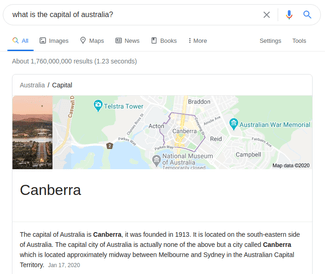 what is the capital of australia?
All Images Maps News Books More Settings Tools
About 1,760,000,000 results (1.23 seconds)
Australia / Capital
Braddon
Telstra Tower
Acton
Canberra
Australian War Memorial
Reid
National Museum
of Australia
Campbell
Map data ©2020
Canberra
The capital of Australia is Canberra, it was founded in 1913. It is located on the south-eastern side
of Australia. The capital city of Australia is actually none of the above but a city called Canberra
which is located approximately midway between Melbourne and Sydney in the Australian Capital
Territory. Jan 17, 2020